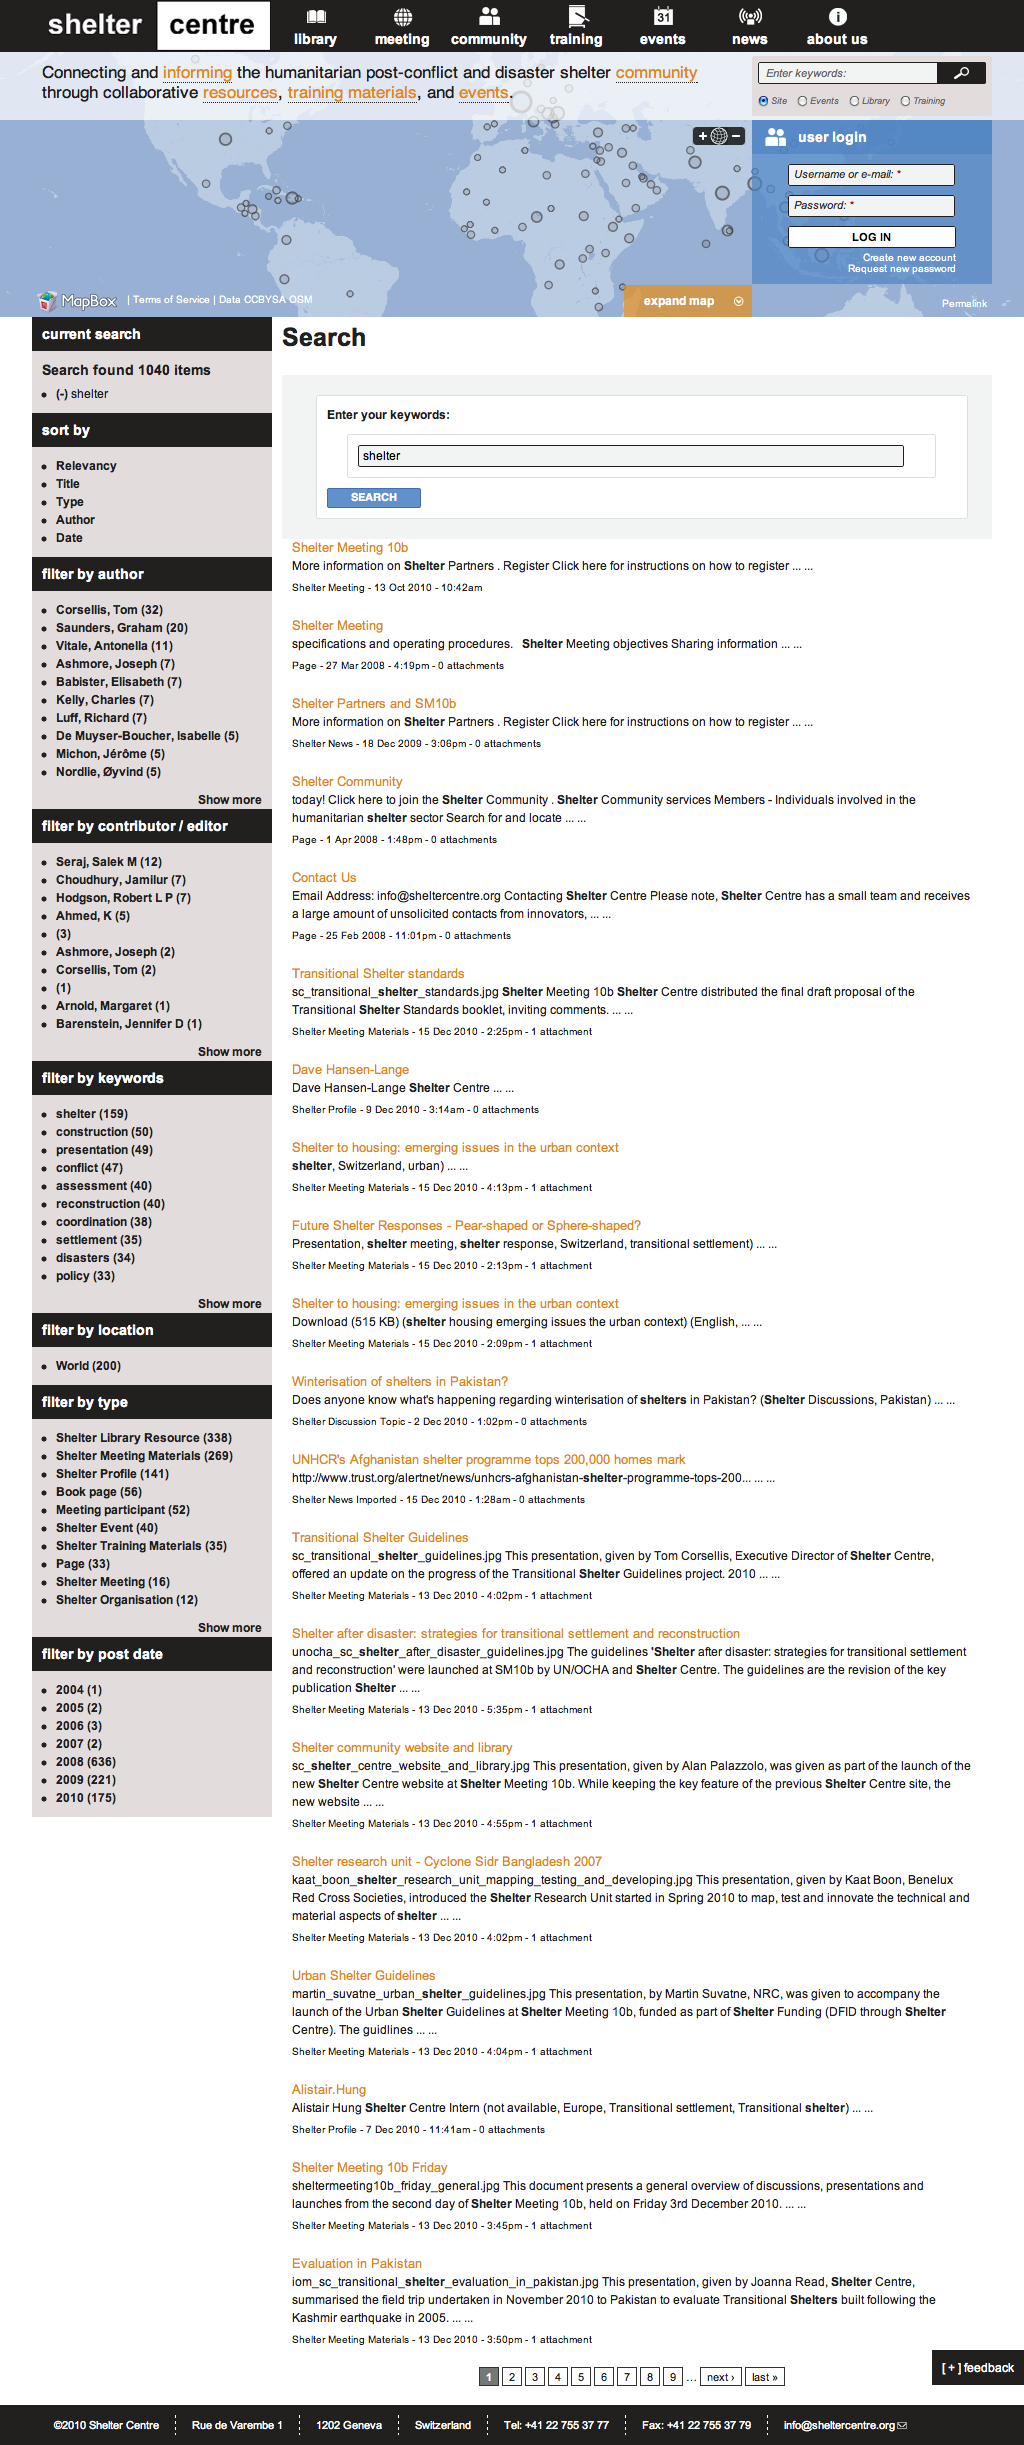 shelter centre
library
meeting
community
training
31
events
news
about us
Connecting and informing the humanitarian post-conflict and disaster shelter community
through collaborative resources, training materials, and events.
Enter keywords:
Site Events Library Training
user login
Username or e-mail: *
Password: *
LOG IN
Create new account
Request new password
MapBox | Terms of Service | Data CCBYSA OSM
expand map
Permalink
current search
Search found 1040 items
(-) shelter
sort by
Relevancy
Title
Type
Author
Date
filter by author
Corsellis, Tom (32)
Saunders, Graham (20)
Vitale, Antonella (11)
Ashmore, Joseph (7)
Babister, Elisabeth (7)
Kelly, Charles (7)
Luff, Richard (7)
De Muyser-Boucher, Isabelle (5)
Michon, Jérôme (5)
Nordlie, Øyvind (5)
Show more
filter by contributor / editor
Seraj, Salek M (12)
Choudhury, Jamilur (7)
Hodgson, Robert L P (7)
Ahmed, K (5)
(3)
Ashmore, Joseph (2)
Corsellis, Tom (2)
(1)
Arnold, Margaret (1)
Barenstein, Jennifer D (1)
Show more
filter by keywords
shelter (159)
construction (50)
presentation (49)
conflict (47)
assessment (40)
reconstruction (40)
coordination (38)
settlement (35)
disasters (34)
policy (33)
Show more
filter by location
World (200)
filter by type
Shelter Library Resource (338)
Shelter Meeting Materials (269)
Shelter Profile (141)
Book page (56)
Meeting participant (52)
Shelter Event (40)
Shelter Training Materials (35)
Page (33)
Shelter Meeting (16)
Shelter Organisation (12)
Show more
filter by post date
2004 (1)
2005 (2)
2006 (3)
2007 (2)
2008 (636)
2009 (221)
2010 (175)
Search
Enter your keywords:
shelter
SEARCH
Shelter Meeting 10b
More information on Shelter Partners . Register Click here for instructions on how to register ... ...
Shelter Meeting - 13 Oct 2010 - 10:42am
Shelter Meeting
specifications and operating procedures. Shelter Meeting objectives Sharing information ... ...
Page - 27 Mar 2008 - 4:19pm - 0 attachments
Shelter Partners and SM10b
More information on Shelter Partners . Register Click here for instructions on how to register ... ...
Shelter News - 18 Dec 2009 - 3:06pm - 0 attachments
Shelter Community
today! Click here to join the Shelter Community . Shelter Community services Members - Individuals involved in the
humanitarian shelter sector Search for and locate ... ...
Page - 1 Apr 2008 - 1:48pm - 0 attachments
Contact Us
Email Address: info@sheltercentre.org Contacting Shelter Centre Please note, Shelter Centre has a small team and receives
a large amount of unsolicited contacts from innovators, ... ...
Page - 25 Feb 2008 - 11:01pm - 0 attachments
Transitional Shelter standards
sc_transitional_shelter_standards.jpg Shelter Meeting 10b Shelter Centre distributed the final draft proposal of the
Transitional Shelter Standards booklet, inviting comments. ... ...
Shelter Meeting Materials - 15 Dec 2010 - 2:25pm - 1 attachment
Dave Hansen-Lange
Dave Hansen-Lange Shelter Centre ... ...
Shelter Profile - 9 Dec 2010 - 3:14am - 0 attachments
Shelter to housing: emerging issues in the urban context
shelter, Switzerland, urban) ... ...
Shelter Meeting Materials - 15 Dec 2010 - 4:13pm - 1 attachment
Future Shelter Responses - Pear-shaped or Sphere-shaped?
Presentation, shelter meeting, shelter response, Switzerland, transitional settlement) ... ...
Shelter Meeting Materials - 15 Dec 2010 - 2:13pm - 1 attachment
Shelter to housing: emerging issues in the urban context
Download (515 KB) (shelter housing emerging issues the urban context) (English, ... ...
Shelter Meeting Materials - 15 Dec 2010 - 2:09pm - 1 attachment
Winterisation of shelters in Pakistan?
Does anyone know what's happening regarding winterisation of shelters in Pakistan? (Shelter Discussions, Pakistan) ... ...
Shelter Discussion Topic - 2 Dec 2010 - 1:02pm - 0 attachments
UNHCR's Afghanistan shelter programme tops 200,000 homes mark
http://www.trust.org/alertnet/news/unhcrs-afghanistan-shelter-programme-tops-200... ... ...
Shelter News Imported - 15 Dec 2010 - 1:28am - 0 attachments
Transitional Shelter Guidelines
sc_transitional_shelter_guidelines.jpg This presentation, given by Tom Corsellis, Executive Director of Shelter Centre,
offered an update on the progress of the Transitional Shelter Guidelines project. 2010 ... ...
Shelter Meeting Materials - 13 Dec 2010 - 4:02pm - 1 attachment
Shelter after disaster: strategies for transitional settlement and reconstruction
unocha_sc_shelter_after_disaster_guidelines.jpg The guidelines 'Shelter after disaster: strategies for transitional settlement
and reconstruction' were launched at SM10b by UN/OCHA and Shelter Centre. The guidelines are the revision of the key
publication Shelter ... ...
Shelter Meeting Materials - 13 Dec 2010 - 5:35pm - 1 attachment
Shelter community website and library
sc_shelter_centre_website_and_library.jpg This presentation, given by Alan Palazzolo, was given as part of the launch of the
new Shelter Centre website at Shelter Meeting 10b. While keeping the key feature of the previous Shelter Centre site, the
new website ... ...
Shelter Meeting Materials - 13 Dec 2010 - 4:55pm - 1 attachment
Shelter research unit - Cyclone Sidr Bangladesh 2007
kaat_boon_shelter_research_unit_mapping_testing_and_developing.jpg This presentation, given by Kaat Boon, Benelux
Red Cross Societies, introduced the Shelter Research Unit started in Spring 2010 to map, test and innovate the technical and
material aspects of shelter ... ...
Shelter Meeting Materials - 13 Dec 2010 - 4:02pm - 1 attachment
Urban Shelter Guidelines
martin_suvatne_urban_shelter_guidelines.jpg This presentation, by Martin Suvatne, NRC, was given to accompany the
launch of the Urban Shelter Guidelines at Shelter Meeting 10b, funded as part of Shelter Funding (DFID through Shelter
Centre). The guidlines ... ...
Shelter Meeting Materials - 13 Dec 2010 - 4:04pm - 1 attachment
Alistair.Hung
Alistair Hung Shelter Centre Intern (not available, Europe, Transitional settlement, Transitional shelter) ... ...
Shelter Profile - 7 Dec 2010 - 11:41am - 0 attachments
Shelter Meeting 10b Friday
sheltermeeting10b_friday_general.jpg This document presents a general overview of discussions, presentations and
launches from the second day of Shelter Meeting 10b, held on Friday 3rd December 2010. ... ...
Shelter Meeting Materials - 13 Dec 2010 - 3:45pm - 1 attachment
Evaluation in Pakistan
iom_sc_transitional_shelter_evaluation_in_pakistan.jpg This presentation, given by Joanna Read, Shelter Centre,
summarised the field trip undertaken in November 2010 to Pakistan to evaluate Transitional Shelters built following the
Kashmir earthquake in 2005. ... ...
Shelter Meeting Materials - 13 Dec 2010 - 3:50pm - 1 attachment
1 2 3 4 5 6 7 8 9 ... next › last »
[ + ] feedback
©2010 Shelter Centre Rue de Varembe 1 1202 Geneva Switzerland Tel: +41 22 755 37 77 Fax: +41 22 755 37 79 info@sheltercentre.org